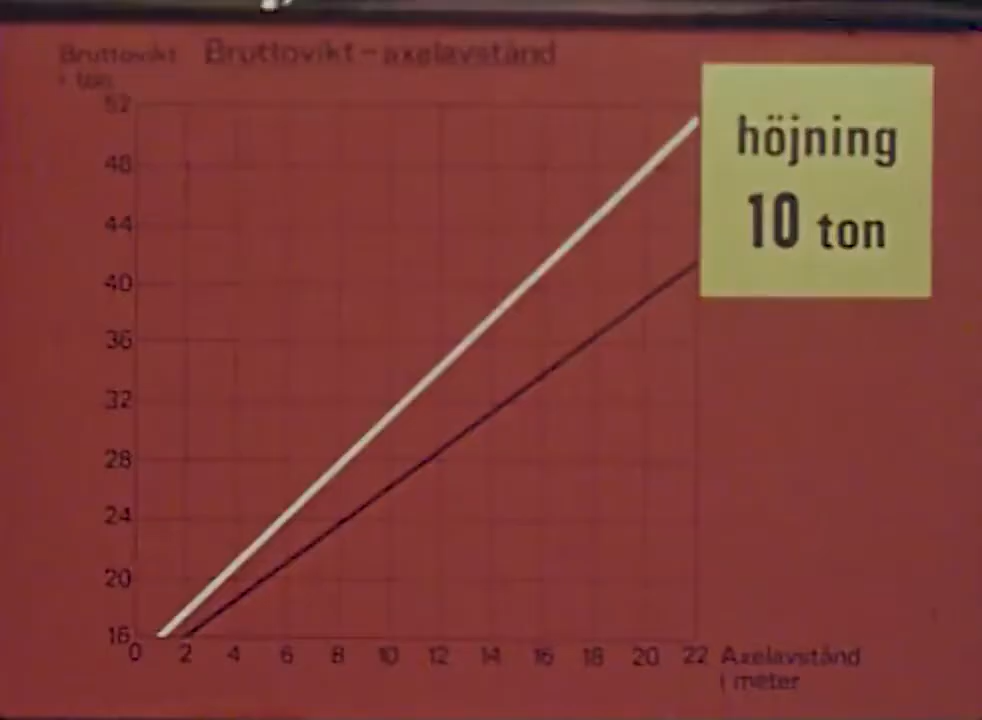 Bruttovikt
i ton
Bruttovikt-axelavstånd
höjning
10 ton
52
48
44
40
36
32
28
24
20
16
0 2 4 6 8 10 12 14 16 18 20 22
Axelavstånd
i meter